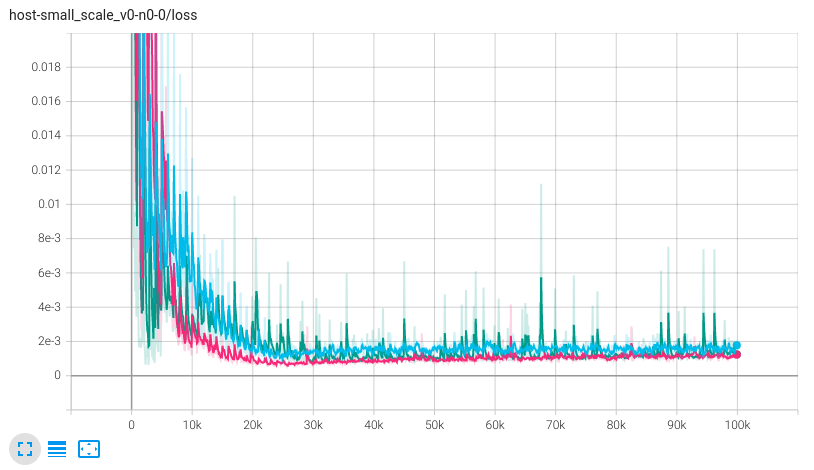 host-small_scale_v0-n0-0/loss
0.018
0.016
0.014
0.012
0.01
8e-3
6e-3
4e-3
2e-3
0
0 10k 20k 30k 40k 50k 60k 70k 80k 90k 100k